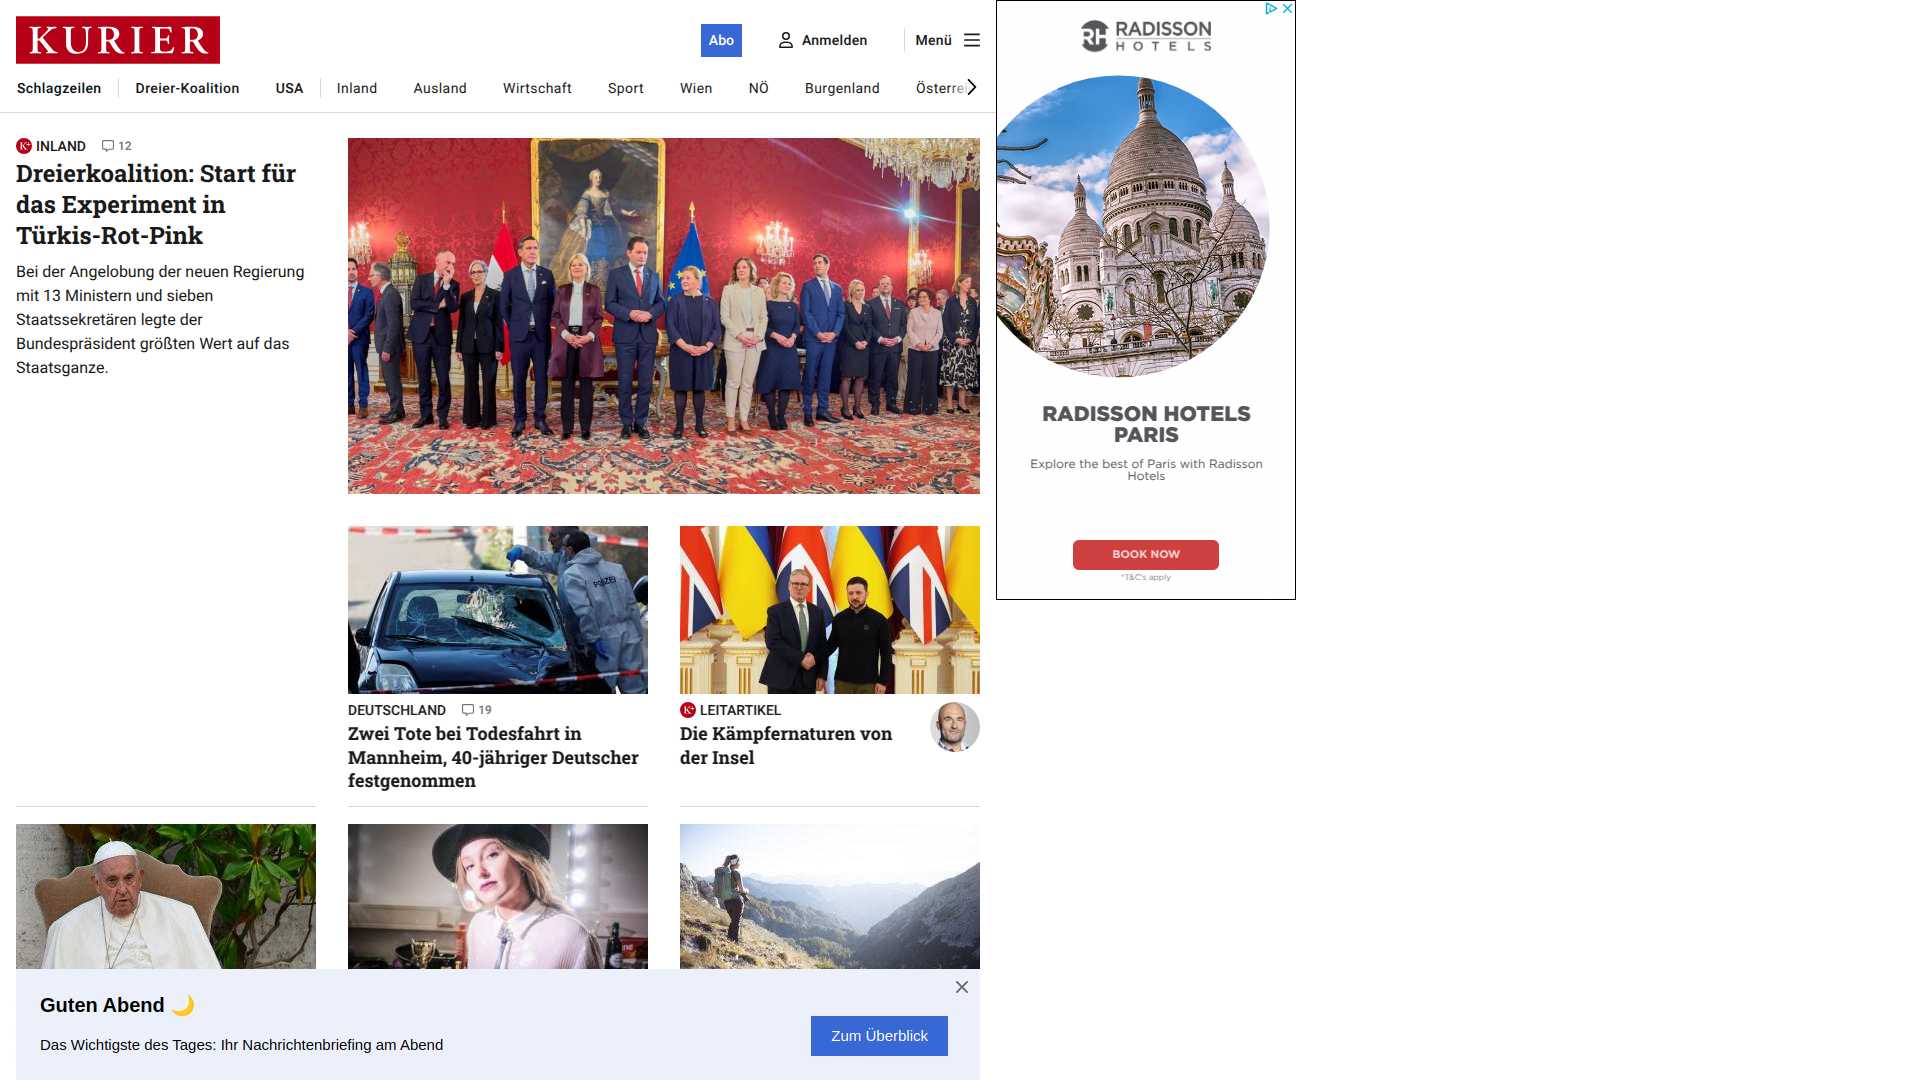 KURIER
Abo
Anmelden
Menü
Schlagzeilen
Dreier-Koalition
USA
Inland
Ausland
Wirtschaft
Sport
Wien
NÖ
Burgenland
Österrei
INLAND 12
Dreierkoalition: Start für
das Experiment in
Türkis-Rot-Pink
Bei der Angelobung der neuen Regierung
mit 13 Ministern und sieben
Staatssekretären legte der
Bundespräsident größten Wert auf das
Staatsganze.
POLIZEI
DEUTSCHLAND 19
Zwei Tote bei Todesfahrt in
Mannheim, 40-jähriger Deutscher
festgenommen
LEITARTIKEL
Die Kämpfernaturen von
der Insel
Guten Abend 🌙
Das Wichtigste des Tages: Ihr Nachrichtenbriefing am Abend
Zum Überblick
RH RADISSON
HOTELS
RADISSON HOTELS
PARIS
Explore the best of Paris with Radisson
Hotels
BOOK NOW
*T&C's apply